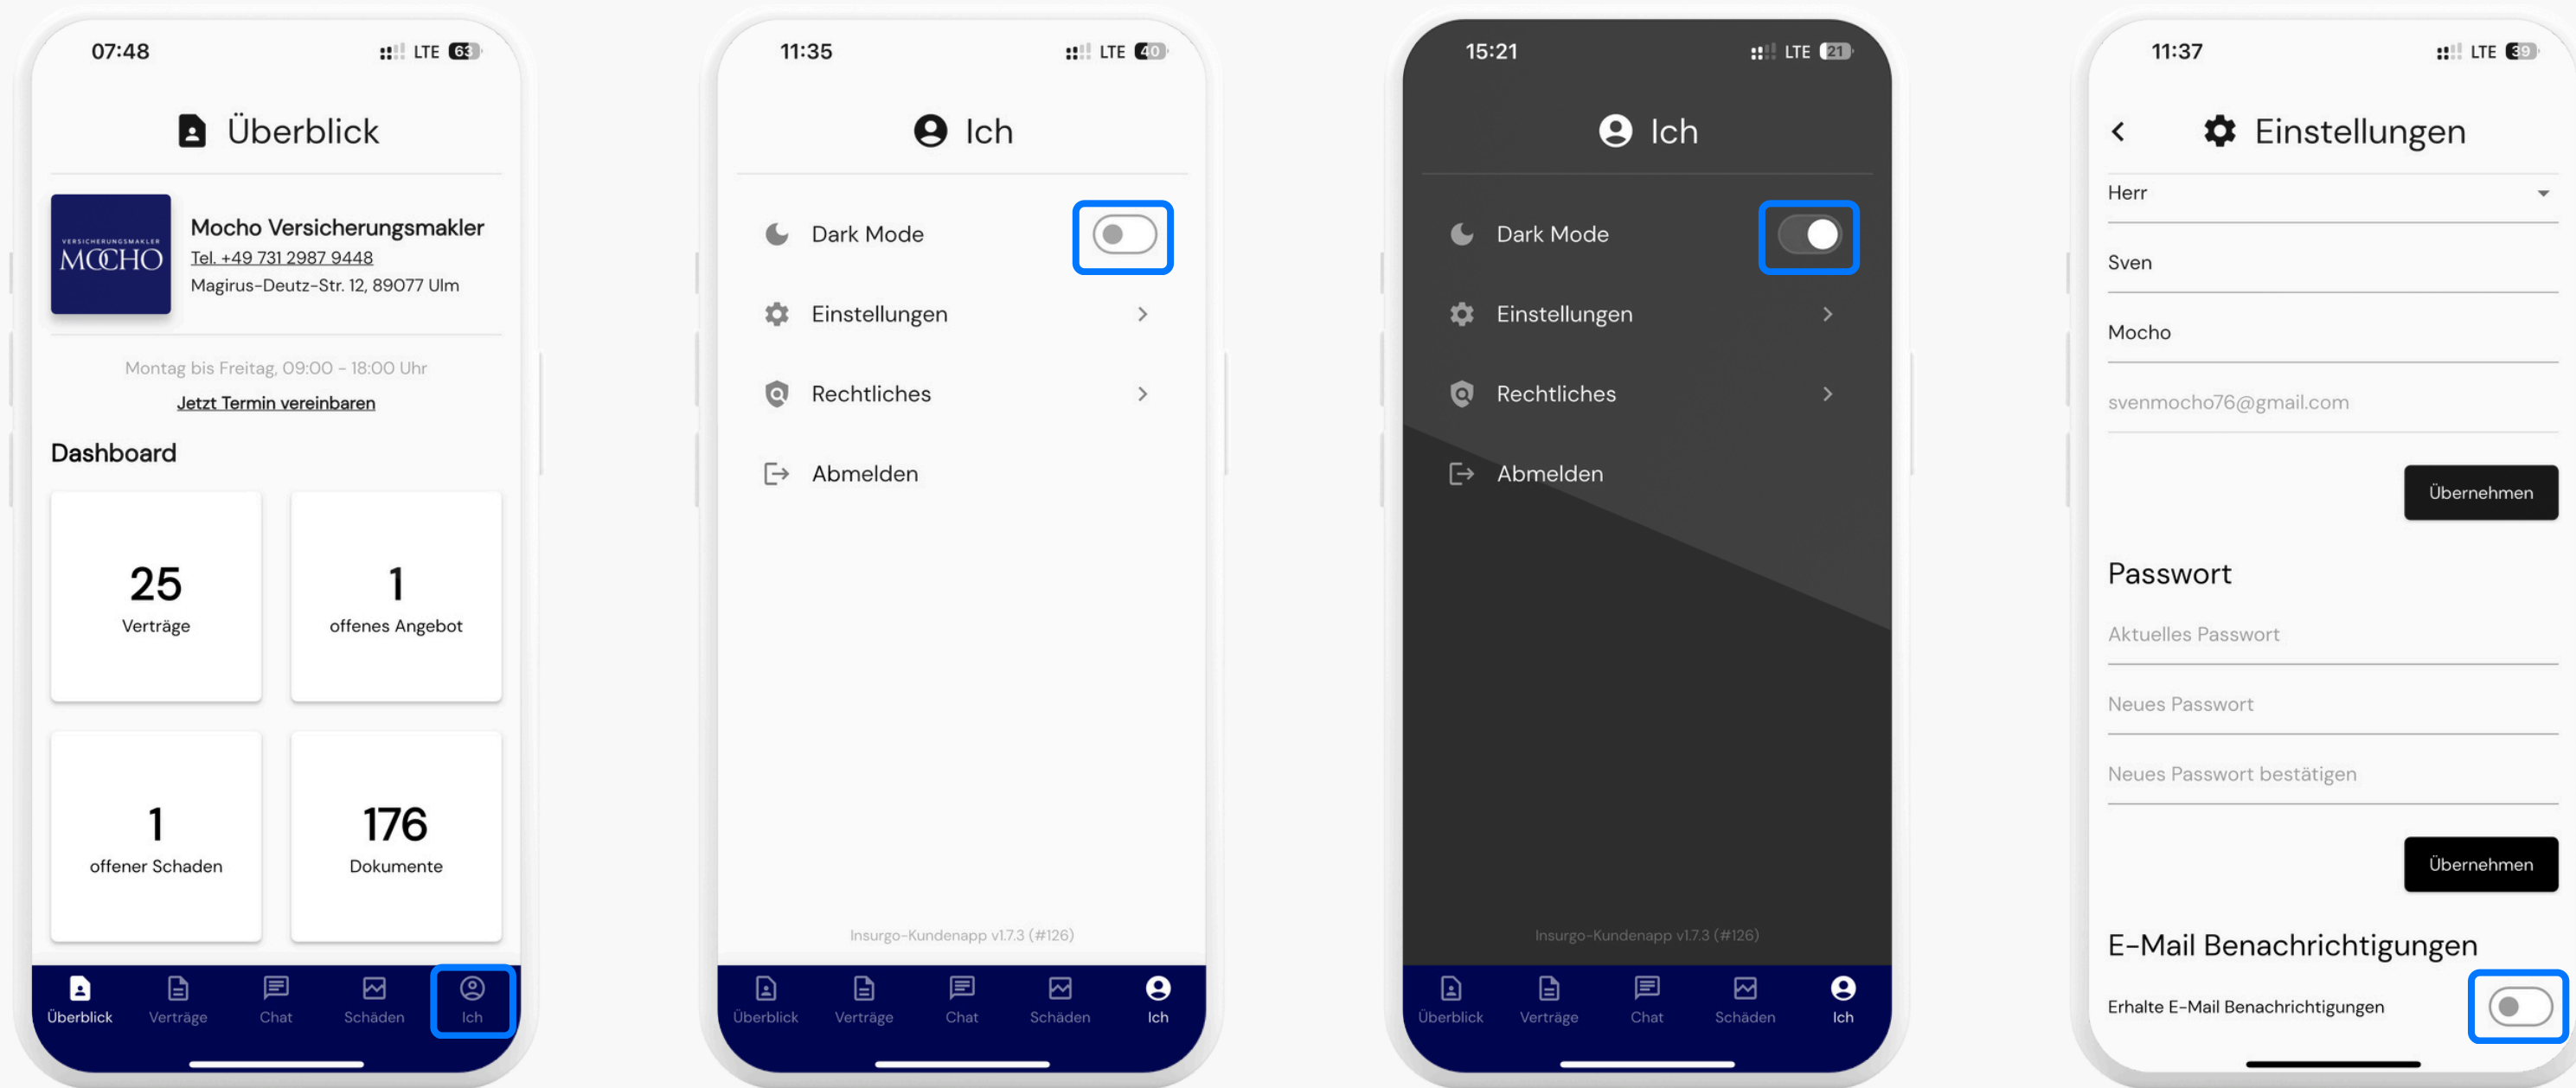 07:48
LTE 63
Überblick
VERSICHERUNGSMAKLER
MOCHO
Mocho Versicherungsmakler
Tel. +49 731 2987 9448
Magirus-Deutz-Str. 12, 89077 Ulm
Montag bis Freitag, 09:00 - 18:00 Uhr
Jetzt Termin vereinbaren
Dashboard
25
Verträge
1
offenes Angebot
1
offener Schaden
176
Dokumente
Überblick Verträge Chat Schäden Ich
11:35
LTE 40
Ich
Dark Mode
Einstellungen
Rechtliches
Abmelden
Insurgo-Kundenapp v1.7.3 (#126)
Überblick Verträge Chat Schäden Ich
15:21
LTE 21
Ich
Dark Mode
Einstellungen
Rechtliches
Abmelden
Insurgo-Kundenapp v1.7.3 (#126)
Überblick Verträge Chat Schäden Ich
11:37
LTE 39
Einstellungen
Herr
Sven
Mocho
svenmocho76@gmail.com
Übernehmen
Passwort
Aktuelles Passwort
Neues Passwort
Neues Passwort bestätigen
Übernehmen
E-Mail Benachrichtigungen
Erhalte E-Mail Benachrichtigungen